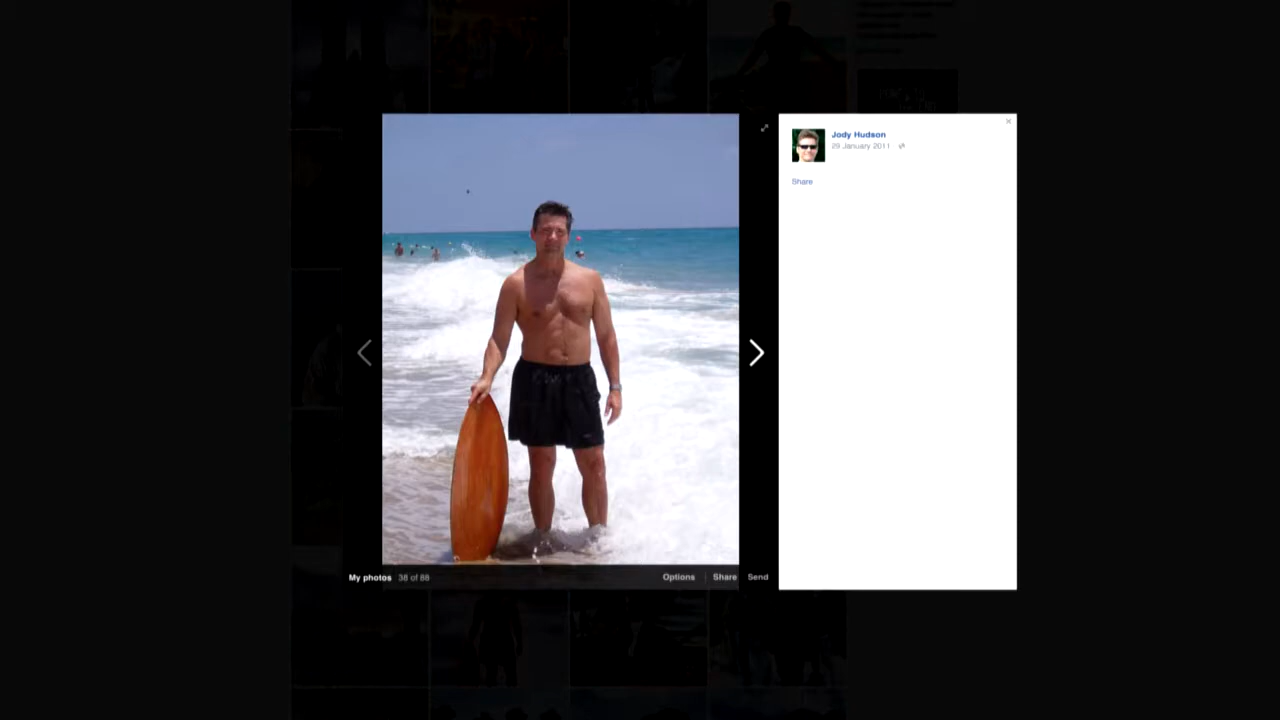 Jody Hudson
29 January 2011
Share
My photos 38 of 88
Options Share Send